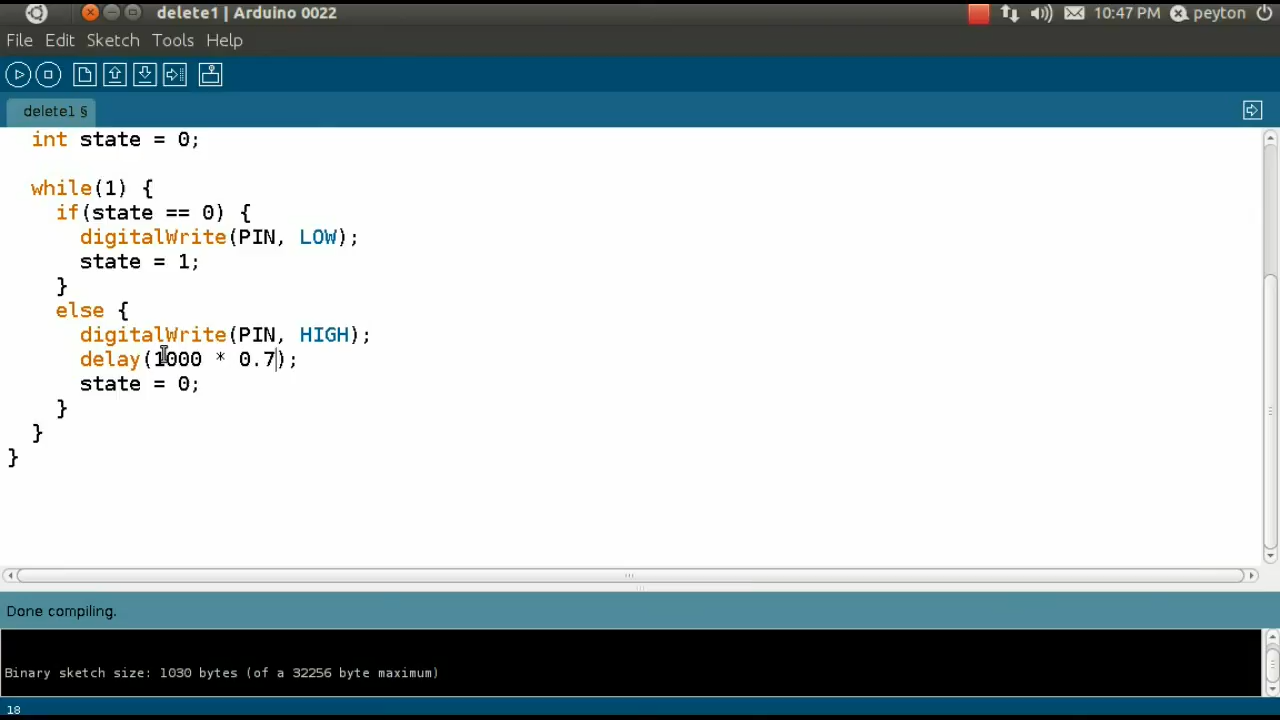 delete1 | Arduino 0022
10:47 PM peyton
File Edit Sketch Tools Help
delete1 §
int state = 0;
while(1) {
if(state == 0) {
digitalWrite(PIN, LOW);
state = 1;
}
else {
digitalWrite(PIN, HIGH);
delay(1000 * 0.7);
state = 0;
}
}
}
Done compiling.
Binary sketch size: 1030 bytes (of a 32256 byte maximum)
18